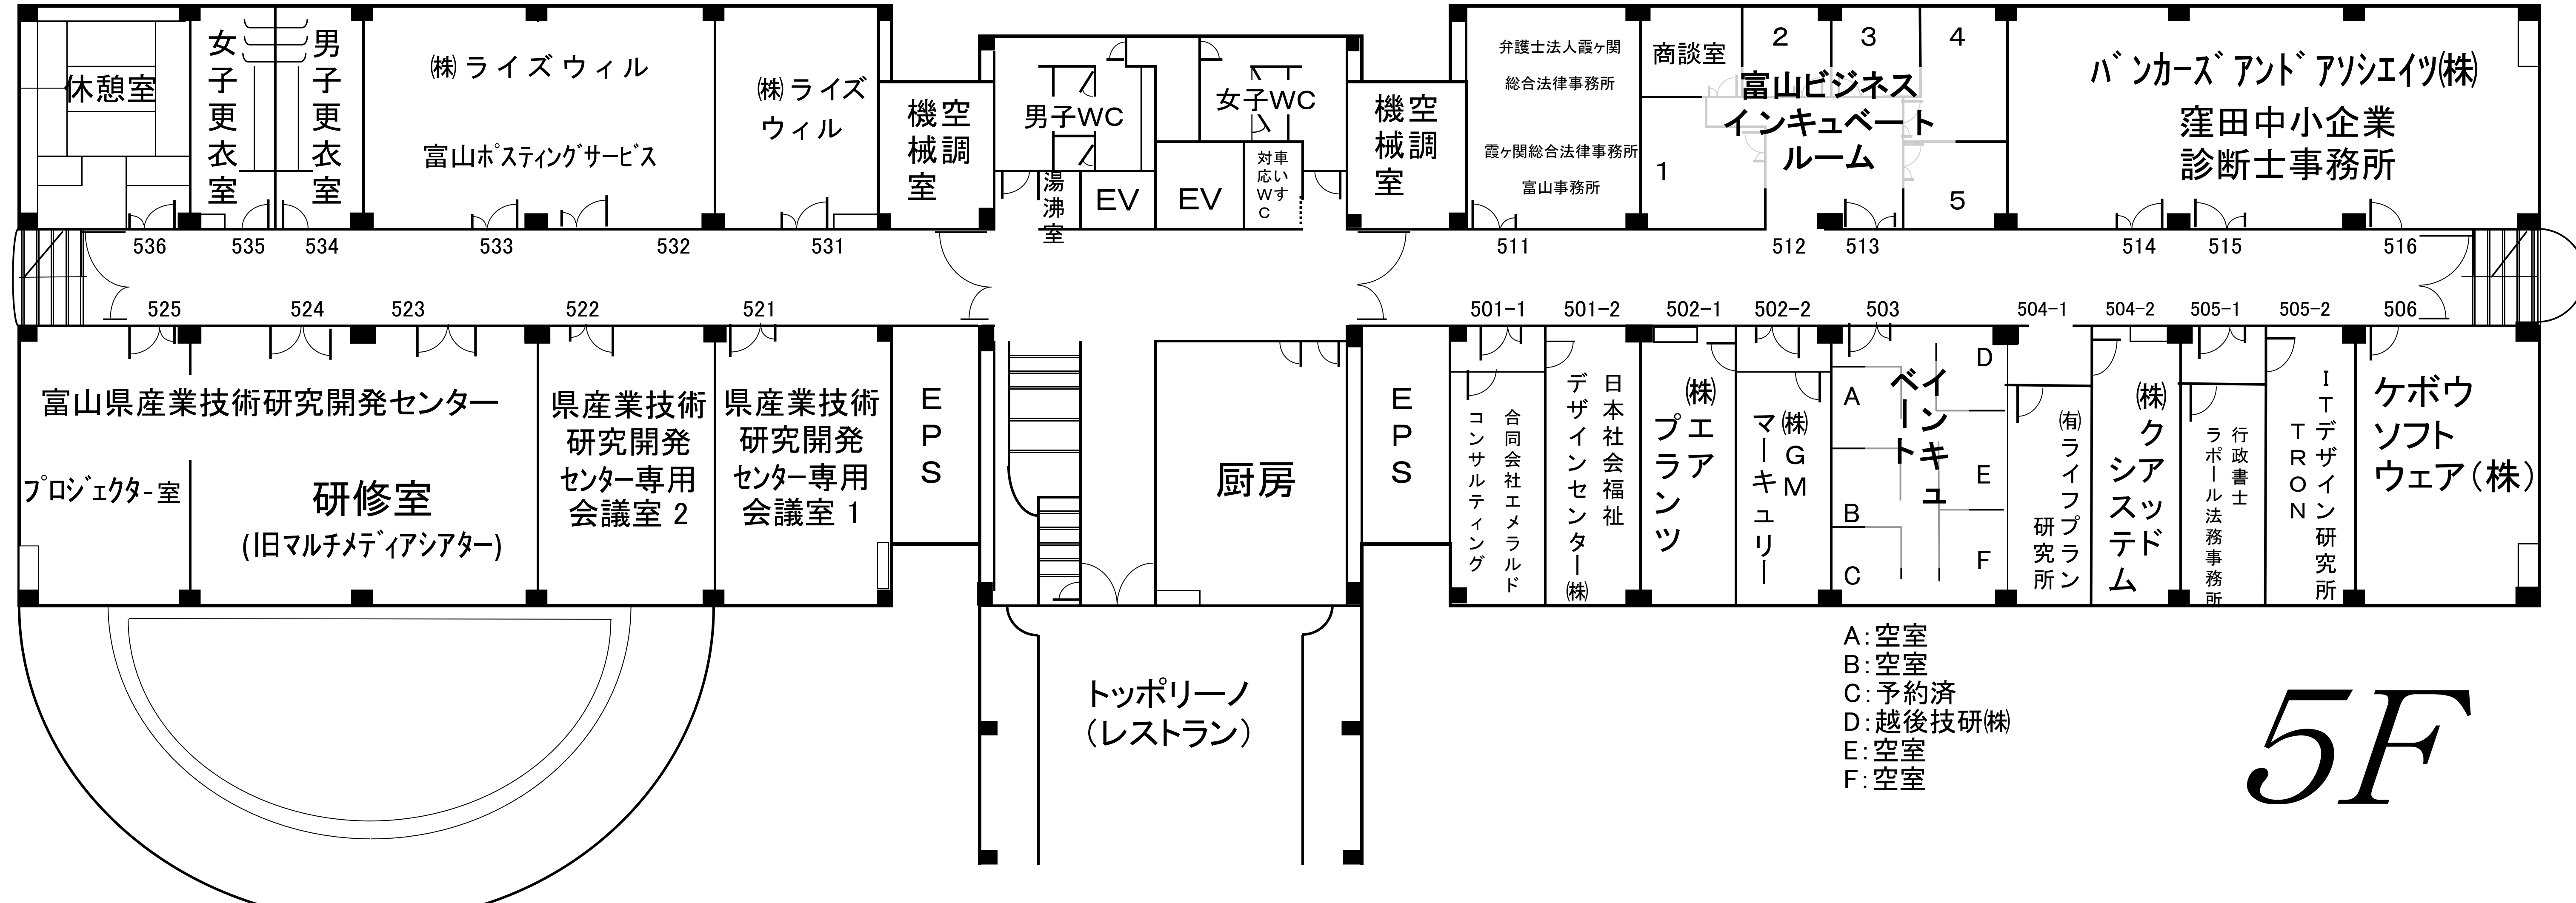 休憩室
女子更衣室
男子更衣室
㈱ライズウィル
富山ポスティングサービス
㈱ライズ
ウィル
空調
機械室
男子WC
女子WC
湯沸室
EV
EV
車いす
対応WC
空調
機械室
弁護士法人霞ヶ関
総合法律事務所
霞ヶ関総合法律事務所
富山事務所
商談室
1
2
3
4
5
富山ビジネス
インキュベート
ルーム
バンカーズアンドアソシエイツ㈱
窪田中小企業
診断士事務所
536
535
534
533
532
531
511
512
513
514
515
516
525
524
523
522
521
501-1
501-2
502-1
502-2
503
504-1
504-2
505-1
505-2
506
富山県産業技術研究開発センター
プロジェクター室
研修室
(旧マルチメディアシアター)
県産業技術
研究開発
センター専用
会議室2
県産業技術
研究開発
センター専用
会議室1
EPS
厨房
EPS
合同会社エメラルド
コンサルティング
日本社会福祉
デザインセンター㈱
㈱エア
プランツ
㈱GM
マーキュリー
インキュ
ベート
A
B
C
D
E
F
㈲ライフプラン
研究所
㈱クアッド
システム
行政書士
ラポール法務事務所
ITデザイン研究所
TRON
ケボウ
ソフト
ウェア(株)
トッポリーノ
(レストラン)
A:空室
B:空室
C:予約済
D:越後技研㈱
E:空室
F:空室
5F